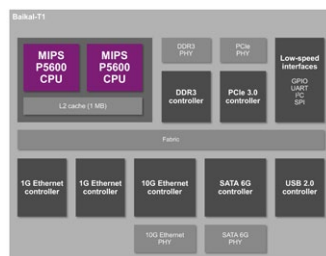 Baikal-T1
MIPS
P5600
CPU
MIPS
P5600
CPU
L2 cache (1 MB)
DDR3
PHY
PCIe
PHY
DDR3
controller
PCIe 3.0
controller
Low-speed
interfaces
GPIO
UART
I²C
SPI
Fabric
1G Ethernet
controller
1G Ethernet
controller
10G Ethernet
controller
SATA 6G
controller
USB 2.0
controller
10G Ethernet
PHY
SATA 6G
PHY